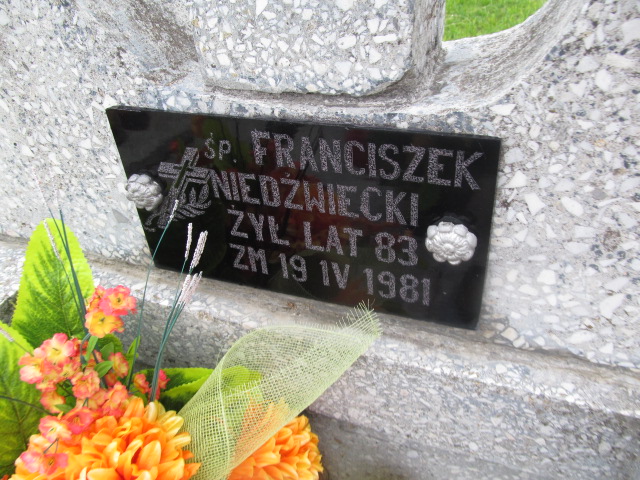 ŚP. FRANCISZEK
NIEDŹWIECKI
ŻYŁ LAT 83
ZM 19 IV 1981